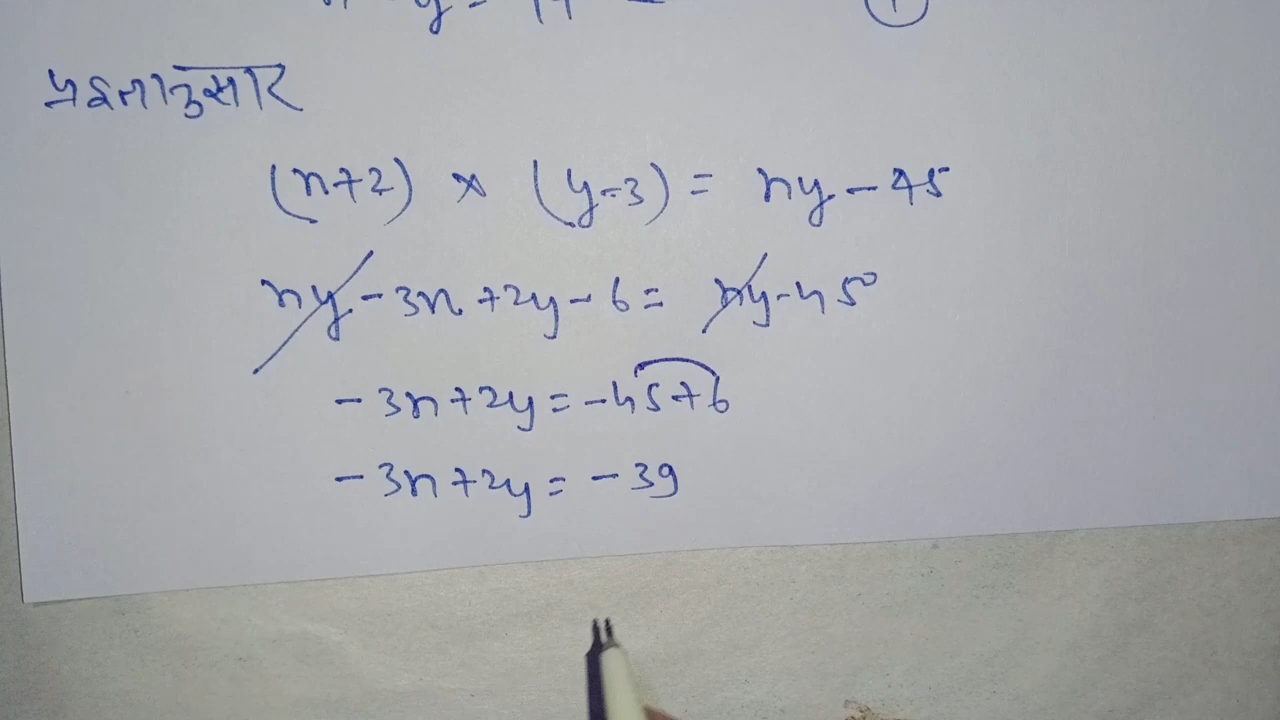 प्रश्नानुसार
(x+2) × (y-3) = xy - 45
xy - 3x + 2y - 6 = xy - 45
- 3x + 2y = - 45 + 6
- 3x + 2y = - 39